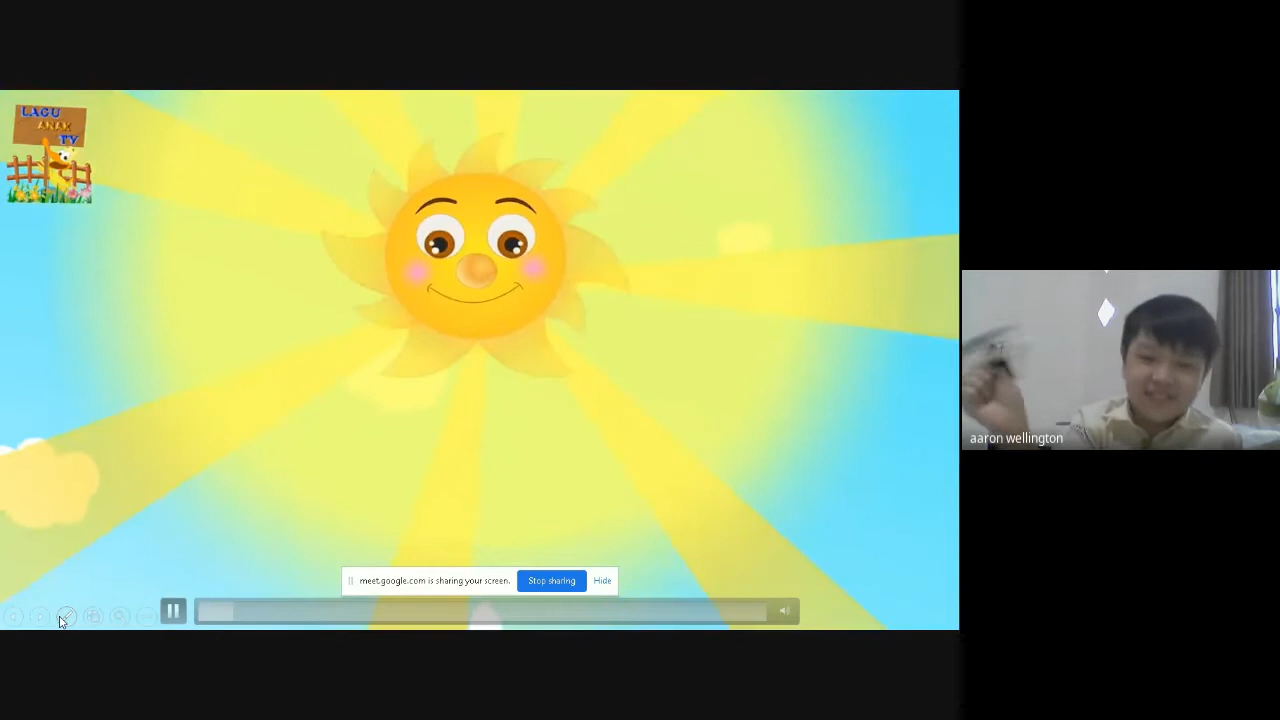 LAGU
ANAK
TV
meet.google.com is sharing your screen.
Stop sharing
Hide
aaron wellington